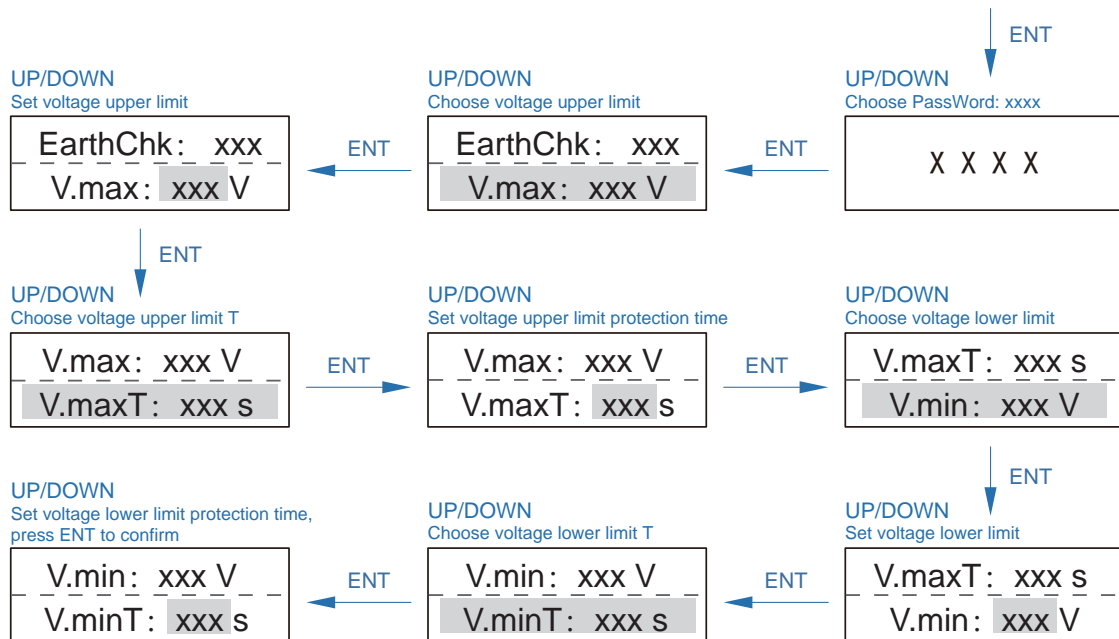 ENT
UP/DOWN
Set voltage upper limit
EarthChk: xxx
V.max: xxx V
ENT
UP/DOWN
Choose voltage upper limit
EarthChk: xxx
V.max: xxx V
ENT
UP/DOWN
Choose PassWord: xxxx
X X X X
ENT
UP/DOWN
Choose voltage upper limit T
V.max: xxx V
V.maxT: xxx s
ENT
UP/DOWN
Set voltage upper limit protection time
V.max: xxx V
V.maxT: xxx s
ENT
UP/DOWN
Choose voltage lower limit
V.maxT: xxx s
V.min: xxx V
ENT
UP/DOWN
Set voltage lower limit protection time,
press ENT to confirm
V.min: xxx V
V.minT: xxx s
ENT
UP/DOWN
Choose voltage lower limit T
V.min: xxx V
V.minT: xxx s
ENT
UP/DOWN
Set voltage lower limit
V.maxT: xxx s
V.min: xxx V